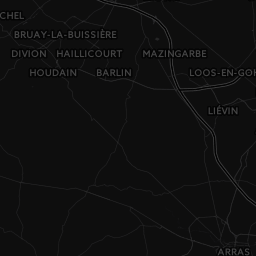 CHEL
BRUAY-LA-BUISSIÈRE
DIVION HAILLICOURT MAZINGARBE
HOUDAIN BARLIN LOOS-EN-GOH
LIÉVIN
ARRAS